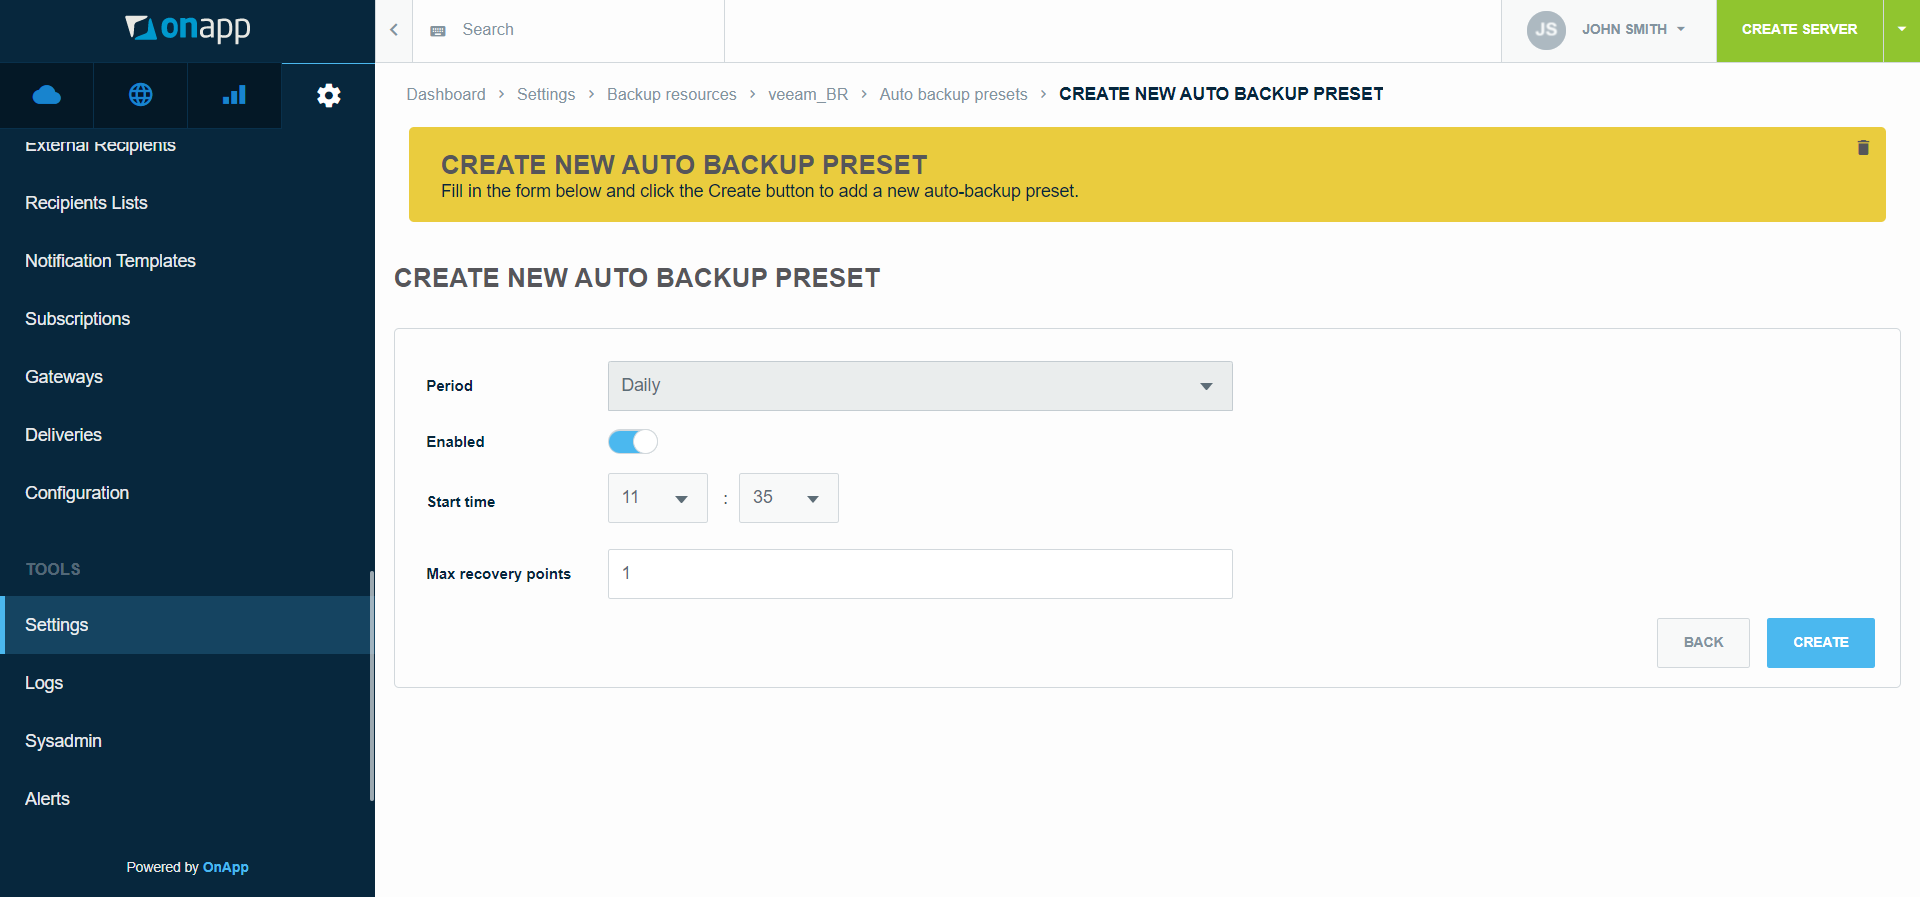 onapp
Search
JS
JOHN SMITH
CREATE SERVER
Dashboard > Settings > Backup resources > veeam_BR > Auto backup presets > CREATE NEW AUTO BACKUP PRESET
CREATE NEW AUTO BACKUP PRESET
Fill in the form below and click the Create button to add a new auto-backup preset.
CREATE NEW AUTO BACKUP PRESET
Period
Daily
Enabled
Start time
11 : 35
Max recovery points
1
BACK
CREATE
External Recipients
Recipients Lists
Notification Templates
Subscriptions
Gateways
Deliveries
Configuration
TOOLS
Settings
Logs
Sysadmin
Alerts
Powered by OnApp